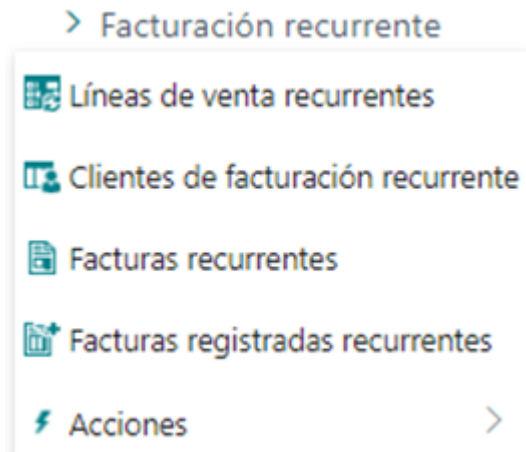 Facturación recurrente
Líneas de venta recurrentes
Clientes de facturación recurrente
Facturas recurrentes
Facturas registradas recurrentes
Acciones